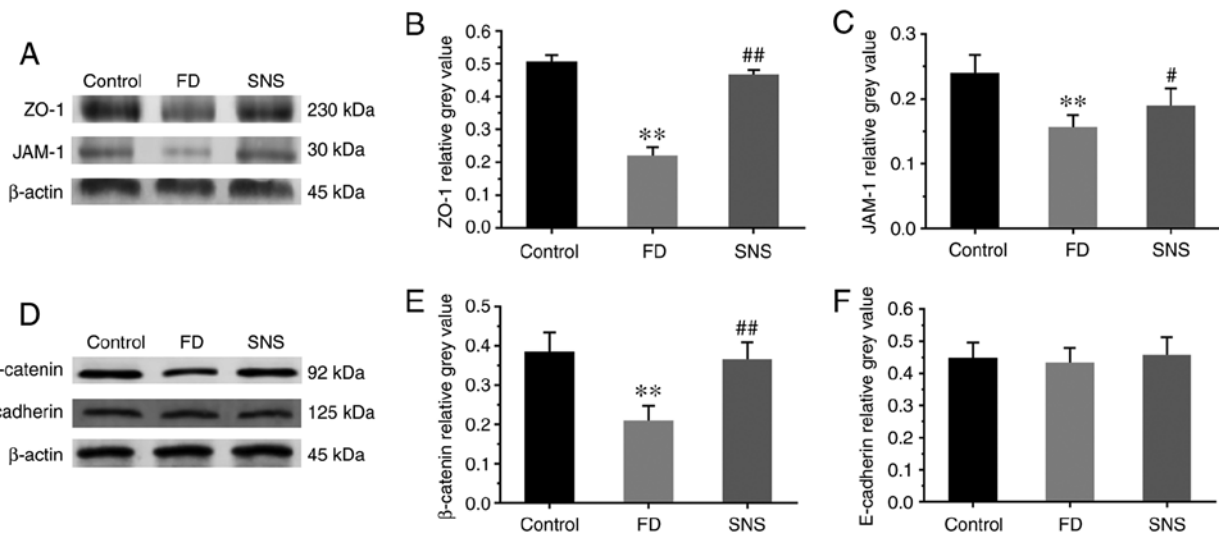 A
Control FD SNS
ZO-1 230 kDa
JAM-1 30 kDa
β-actin 45 kDa
B
ZO-1 relative grey value
0.6
0.5
0.4
0.3
0.2
0.1
0.0
**
##
Control FD SNS
C
JAM-1 relative grey value
0.3
0.2
0.1
0.0
**
#
Control FD SNS
D
Control FD SNS
-catenin 92 kDa
cadherin 125 kDa
β-actin 45 kDa
E
β-catenin relative grey value
0.5
0.4
0.3
0.2
0.1
0.0
**
##
Control FD SNS
F
E-cadherin relative grey value
0.6
0.5
0.4
0.3
0.2
0.1
0.0
Control FD SNS